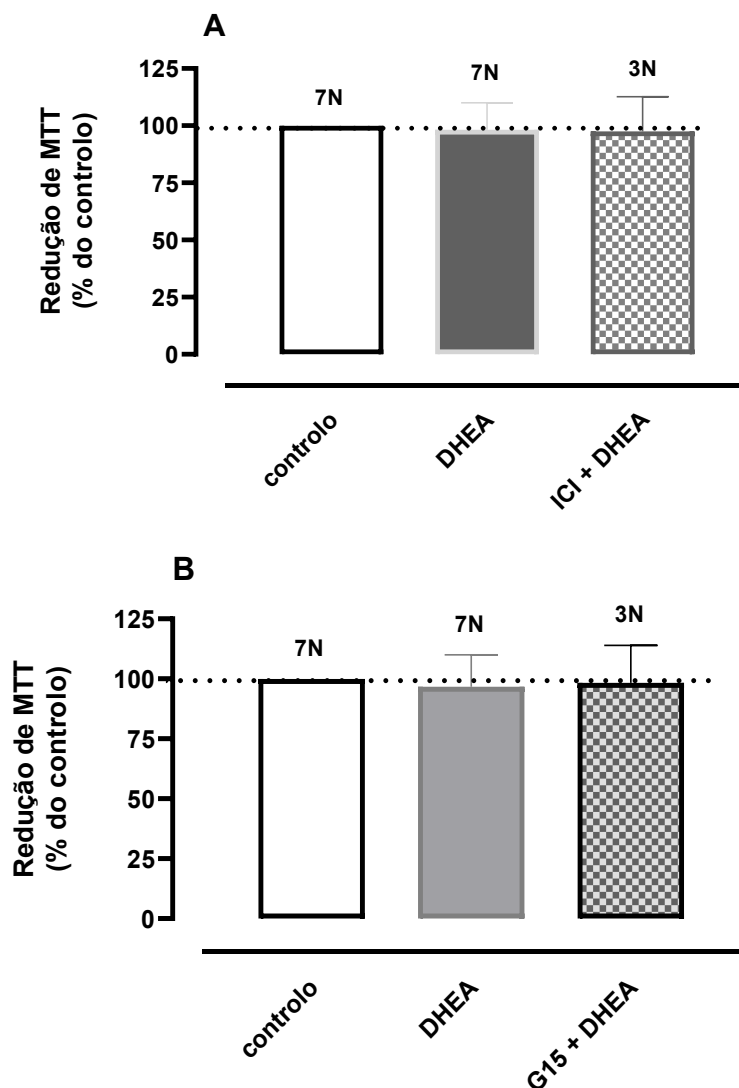 A
Redução de MTT
(% do controlo)
125
100
75
50
25
0
7N
7N
3N
controlo
DHEA
ICI + DHEA
B
Redução de MTT
(% do controlo)
125
100
75
50
25
0
7N
7N
3N
controlo
DHEA
G15 + DHEA